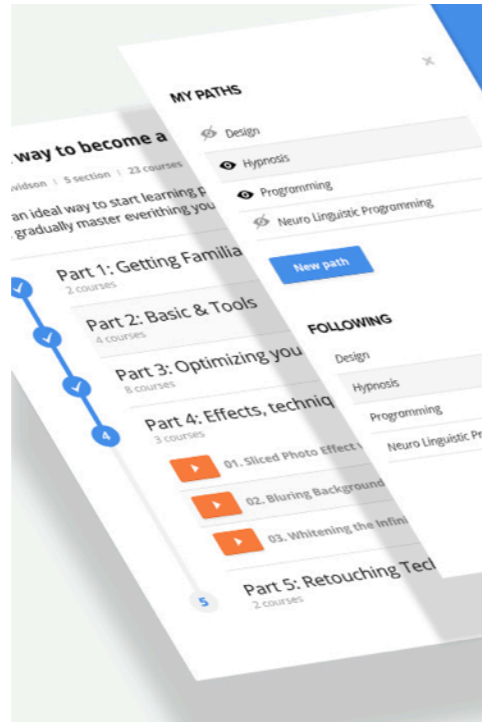 MY PATHS
Design
Hypnosis
Programming
Neuro Linguistic Programming
New path
FOLLOWING
Design
Hypnosis
Programming
Neuro Linguistic Pr
way to become a
vidson | 5 section | 23 courses
an ideal way to start learning p
gradually master everithing you
Part 1: Getting Familia
2 courses
Part 2: Basic & Tools
4 courses
Part 3: Optimizing you
8 courses
4
Part 4: Effects, techniq
3 courses
01. Sliced Photo Effect
02. Bluring Background
03. Whitening the Infini
5
Part 5: Retouching Tec
2 courses